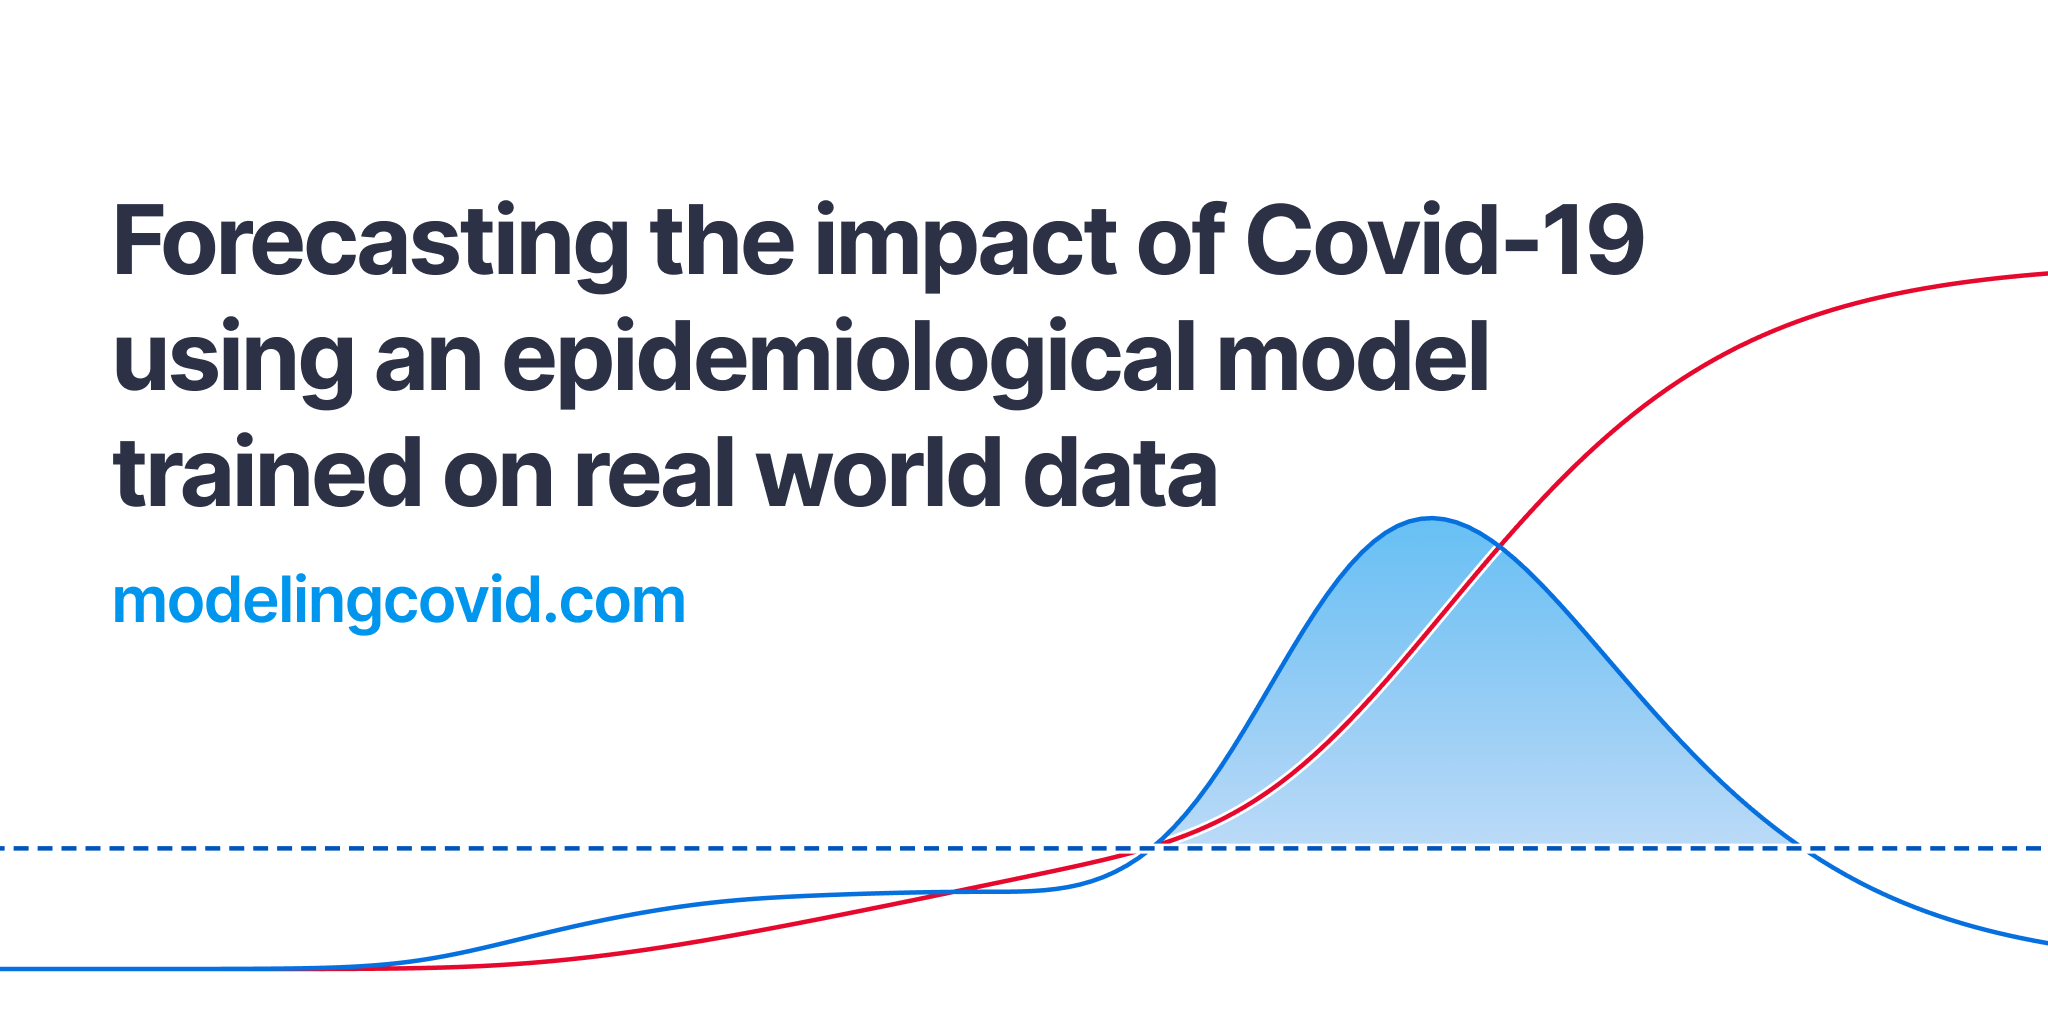 Forecasting the impact of Covid-19
using an epidemiological model
trained on real world data
modelingcovid.com